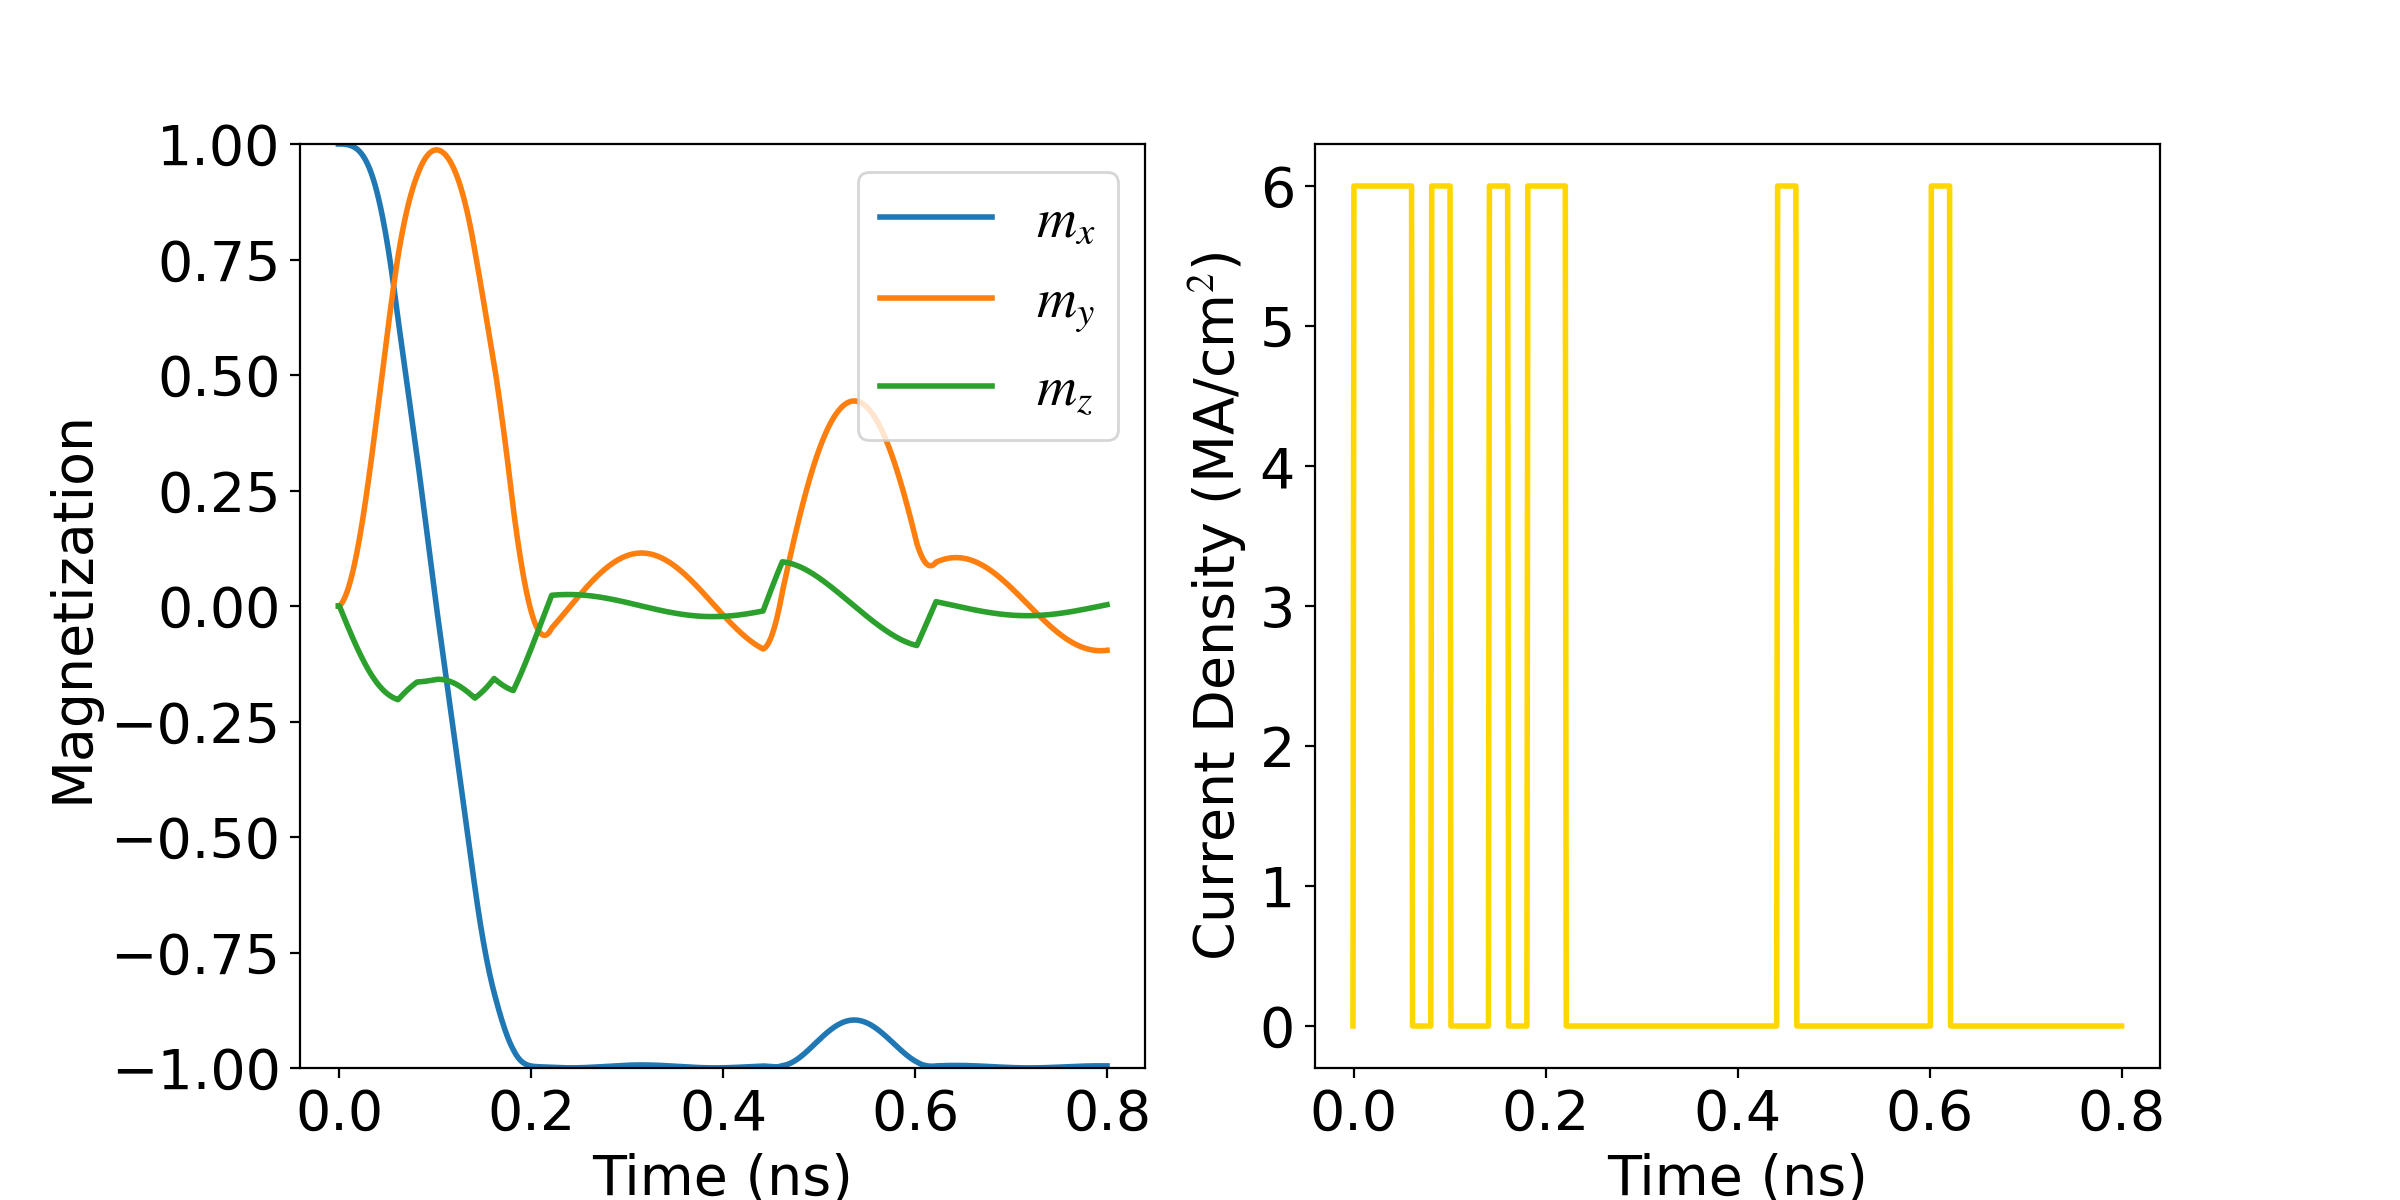 Magnetization
1.00
0.75
0.50
0.25
0.00
−0.25
−0.50
−0.75
−1.00
0.0 0.2 0.4 0.6 0.8
Time (ns)
m_x
m_y
m_z
Current Density (MA/cm²)
6
5
4
3
2
1
0
0.0 0.2 0.4 0.6 0.8
Time (ns)